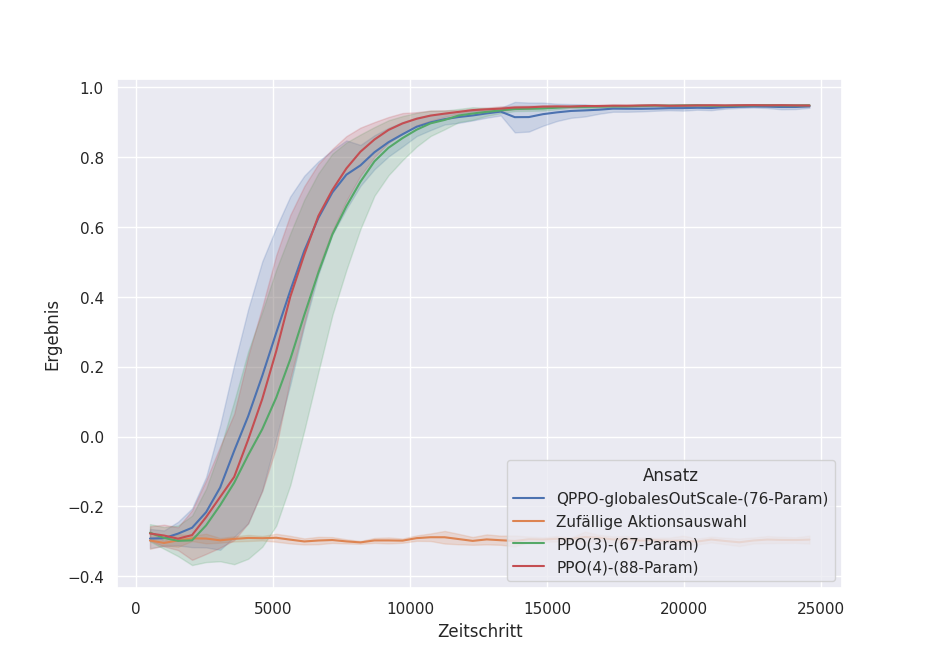 1.0
0.8
0.6
0.4
0.2
0.0
−0.2
−0.4
Ergebnis
0
5000
10000
15000
20000
25000
Zeitschritt
Ansatz
QPPO-globalesOutScale-(76-Param)
Zufällige Aktionsauswahl
PPO(3)-(67-Param)
PPO(4)-(88-Param)